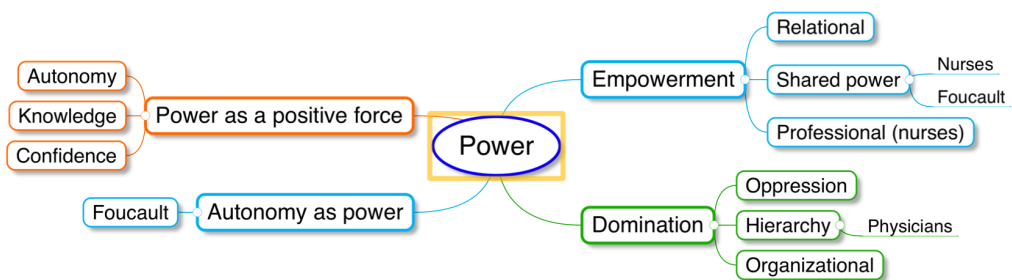 Power
Power as a positive force
Autonomy
Knowledge
Confidence
Autonomy as power
Foucault
Empowerment
Relational
Shared power
Nurses
Foucault
Professional (nurses)
Domination
Oppression
Hierarchy
Physicians
Organizational